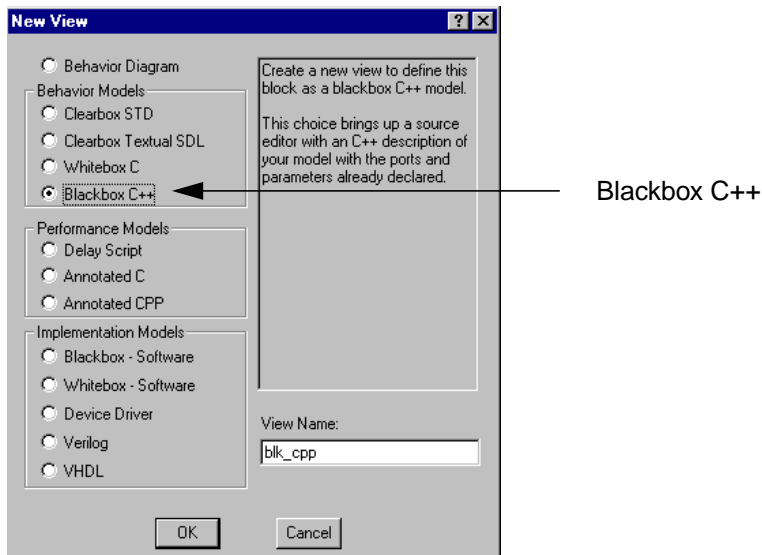 New View
Behavior Diagram
Behavior Models
Clearbox STD
Clearbox Textual SDL
Whitebox C
Blackbox C++
Performance Models
Delay Script
Annotated C
Annotated CPP
Implementation Models
Blackbox - Software
Whitebox - Software
Device Driver
Verilog
VHDL
Create a new view to define this
block as a blackbox C++ model.
This choice brings up a source
editor with an C++ description of
your model with the ports and
parameters already declared.
View Name:
blk_cpp
OK
Cancel
Blackbox C++